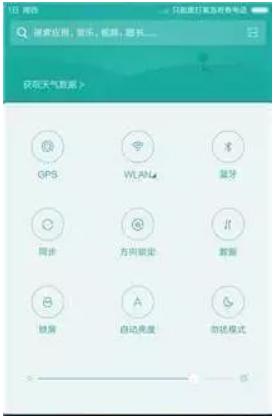 1日 周四
搜索应用，音乐，视频，图书......
获取天气数据 >
GPS
WLAN
蓝牙
同步
方向锁定
数据
锁屏
自动亮度
勿扰模式